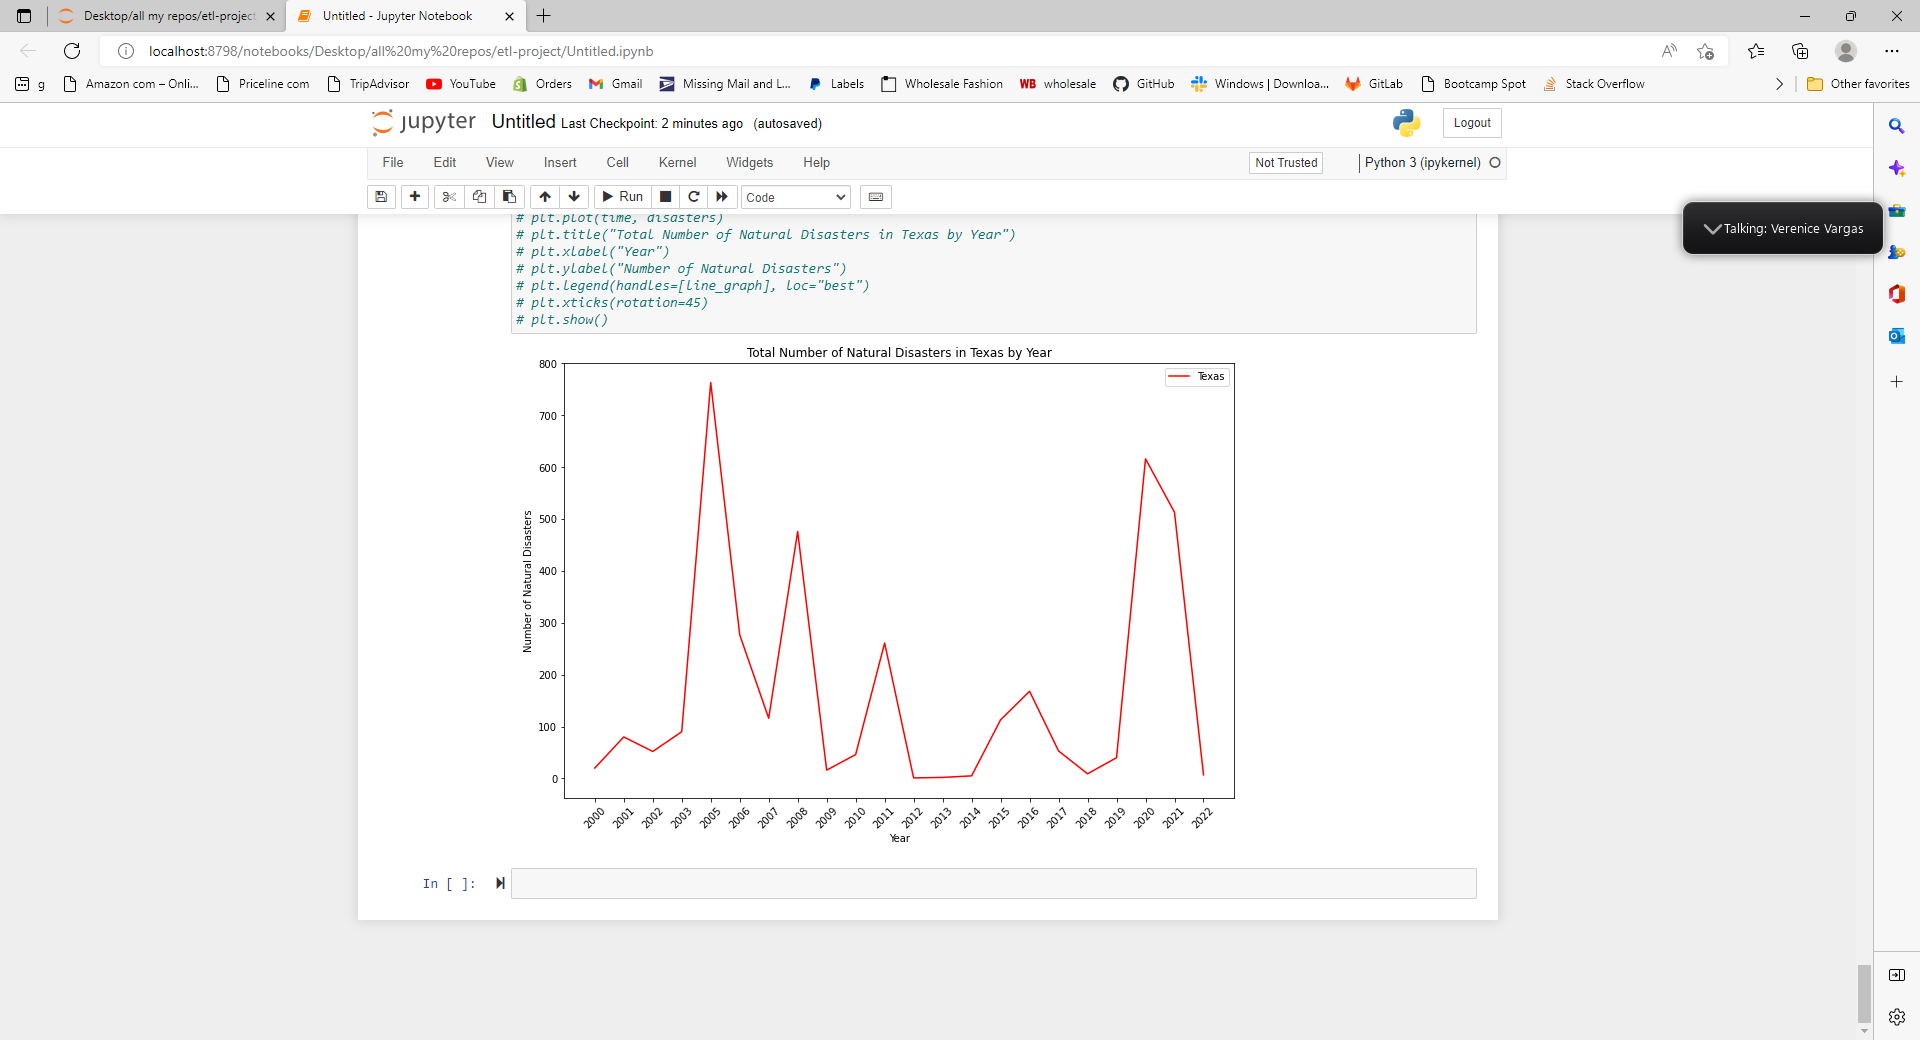 Desktop/all my repos/etl-project
Untitled - Jupyter Notebook
localhost:8798/notebooks/Desktop/all%20my%20repos/etl-project/Untitled.ipynb
g Amazon com – Onli... Priceline com TripAdvisor YouTube Orders Gmail Missing Mail and L... Labels Wholesale Fashion WB wholesale GitHub Windows | Downloa... GitLab Bootcamp Spot Stack Overflow Other favorites
jupyter Untitled Last Checkpoint: 2 minutes ago (autosaved) Logout
File Edit View Insert Cell Kernel Widgets Help Not Trusted Python 3 (ipykernel)
Run Code
Talking: Verenice Vargas
# plt.plot(time, disasters)
# plt.title("Total Number of Natural Disasters in Texas by Year")
# plt.xlabel("Year")
# plt.ylabel("Number of Natural Disasters")
# plt.legend(handles=[line_graph], loc="best")
# plt.xticks(rotation=45)
# plt.show()
Total Number of Natural Disasters in Texas by Year
Texas
800
700
600
500
400
300
200
100
0
Number of Natural Disasters
2000 2001 2002 2003 2005 2006 2007 2008 2009 2010 2011 2012 2013 2014 2015 2016 2017 2018 2019 2020 2021 2022
Year
In [ ]: